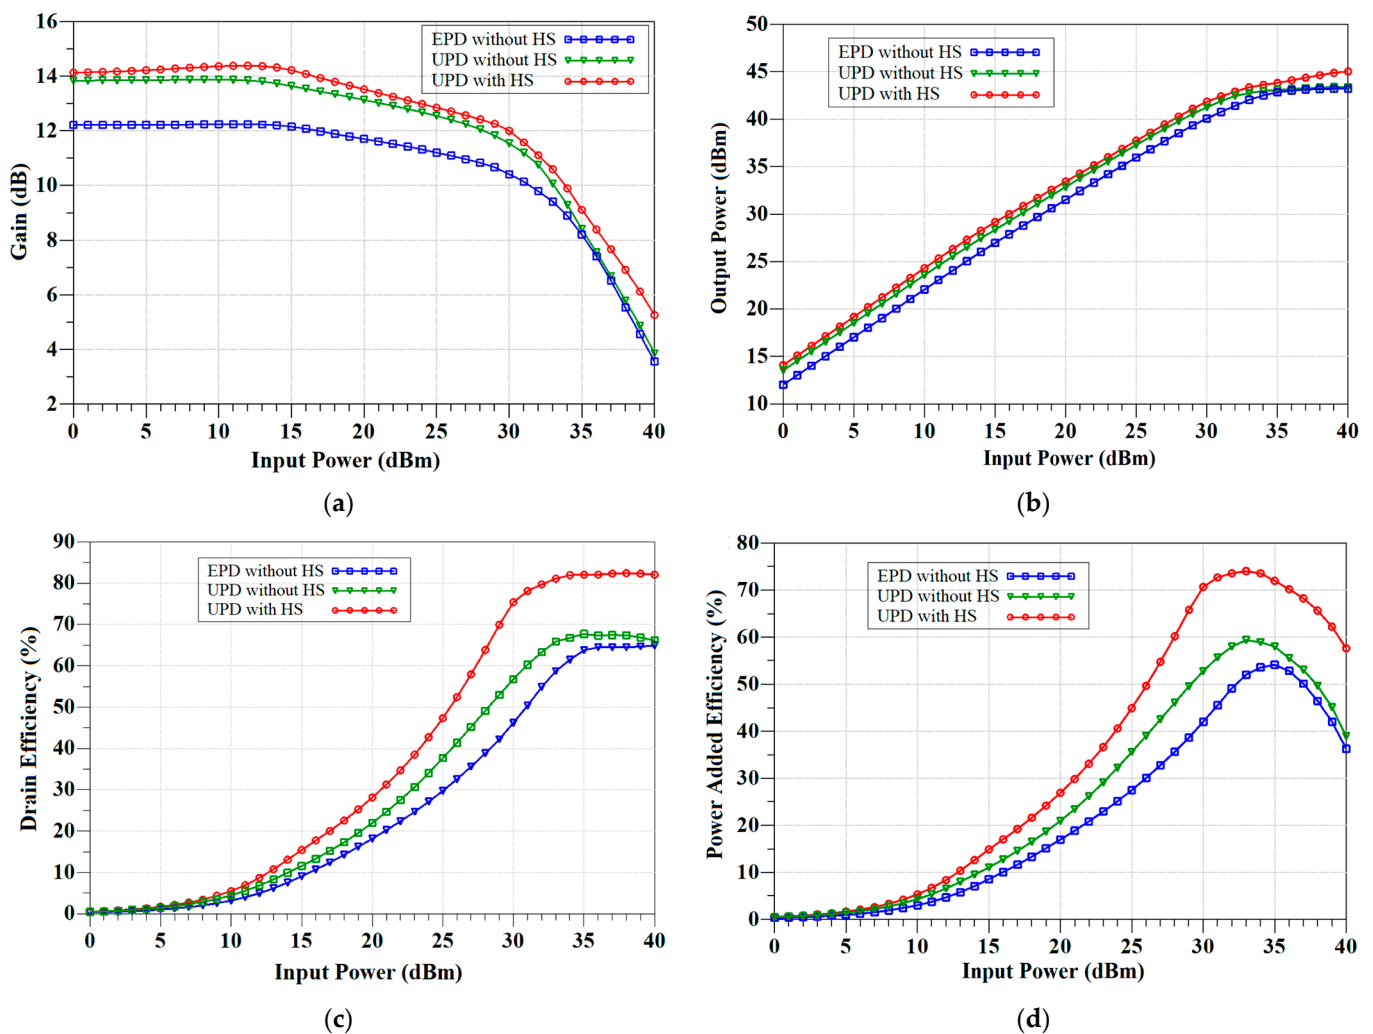 16
14
12
10
8
6
4
2
Gain (dB)
EPD without HS
UPD without HS
UPD with HS
0 5 10 15 20 25 30 35 40
Input Power (dBm)
(a)
50
45
40
35
30
25
20
15
10
Output Power (dBm)
EPD without HS
UPD without HS
UPD with HS
0 5 10 15 20 25 30 35 40
Input Power (dBm)
(b)
90
80
70
60
50
40
30
20
10
0
Drain Efficiency (%)
EPD without HS
UPD without HS
UPD with HS
0 10 20 30 40
Input Power (dBm)
(c)
80
70
60
50
40
30
20
10
0
Power Added Efficiency (%)
EPD without HS
UPD without HS
UPD with HS
0 5 10 15 20 25 30 35 40
Input Power (dBm)
(d)